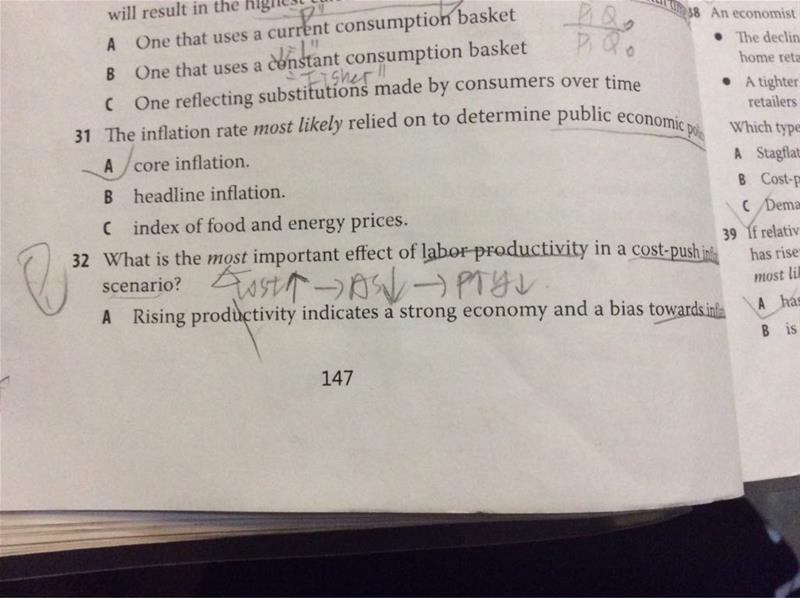 will result in the highest
"P"
A One that uses a current consumption basket
B One that uses a constant consumption basket
"Fisher"
C One reflecting substitutions made by consumers over time
31 The inflation rate most likely relied on to determine public economic
A core inflation.
B headline inflation.
C index of food and energy prices.
32 What is the most important effect of labor productivity in a cost-push
scenario?
Cost↑ → AS↓ → P↑Y↓
A Rising productivity indicates a strong economy and a bias towards
147
38 An economist
• The declin
home reta
• A tighter
retailers
Which type
A Stagflat
B Cost-p
C Dema
39 If relativ
has rise
most li
A has
B is